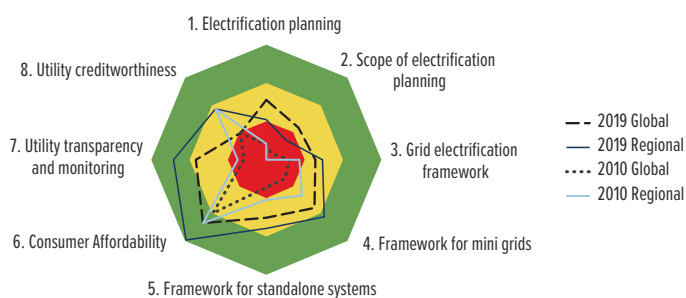 1. Electrification planning
2. Scope of electrification
planning
3. Grid electrification
framework
4. Framework for mini grids
5. Framework for standalone systems
6. Consumer Affordability
7. Utility transparency
and monitoring
8. Utility creditworthiness
2019 Global
2019 Regional
2010 Global
2010 Regional